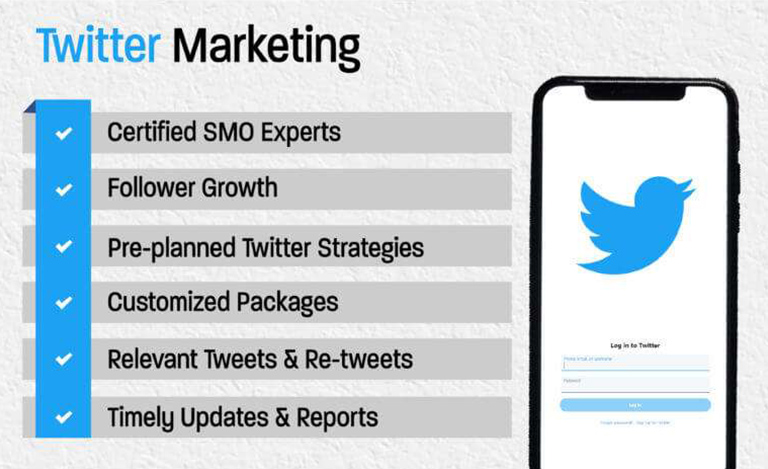 Twitter Marketing
Certified SMO Experts
Follower Growth
Pre-planned Twitter Strategies
Customized Packages
Relevant Tweets & Re-tweets
Timely Updates & Reports
Log in to Twitter
Password
Log in